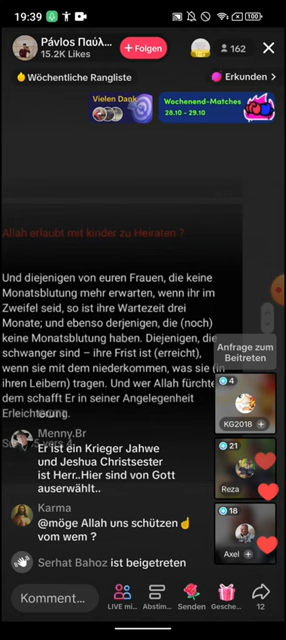 19:39
100
Pávlos Παύλ...
15.2K Likes
+ Folgen
162
Wöchentliche Rangliste
Erkunden >
Vielen Dank
Wochenend-Matches
28.10 - 29.10
Allah erlaubt mit kinder zu Heiraten ?
Und diejenigen von euren Frauen, die keine
Monatsblutung mehr erwarten, wenn ihr im
Zweifel seid, so ist ihre Wartezeit drei
Monate; und ebenso derjenigen, die (noch)
keine Monatsblutung haben. Diejenigen, die
schwanger sind – ihre Frist ist (erreicht),
wenn sie mit dem niederkommen, was sie (in
ihren Leibern) tragen. Und wer Allah fürchte
dem schafft Er in seiner Angelegenheit
Erleichterung.
Anfrage zum
Beitreten
4
KG2018 +
21
Reza
18
Axel +
Menny.Br
Er ist ein Krieger Jahwe
und Jeshua Christsester
ist Herr..Hier sind von Gott
auserwählt..
Karma
@möge Allah uns schützen☝
vom wem ?
Serhat Bahoz ist beigetreten
Komment...
LIVE mi...
Abstim...
Senden
Gesche...
12